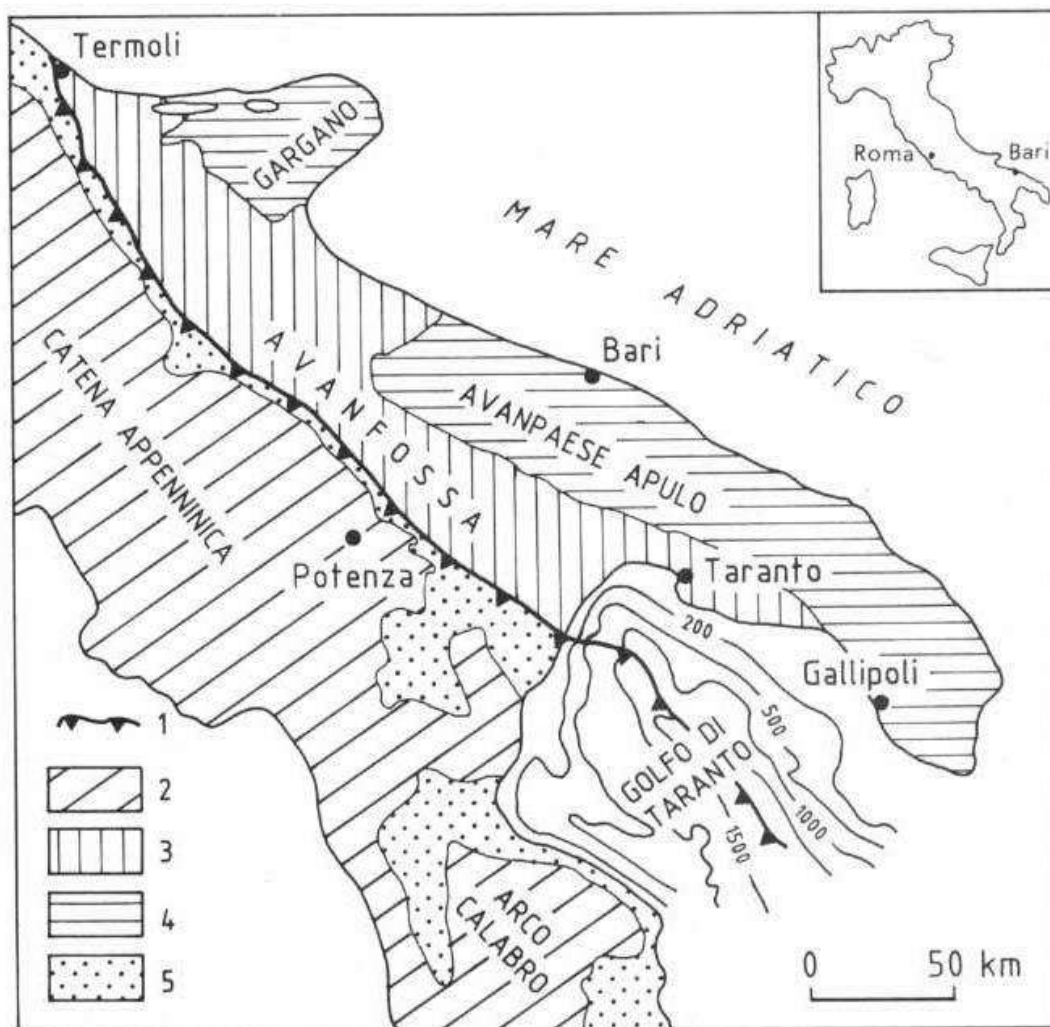 Termoli
GARGANO
MARE ADRIATICO
Roma
Bari
CATENA APPENNINICA
AVANFOSSA
Bari
AVANPAESE APULO
Potenza
Taranto
200
Gallipoli
500
GOLFO DI
TARANTO
1000
1500
ARCO
CALABRO
1
2
3
4
5
0 50 km